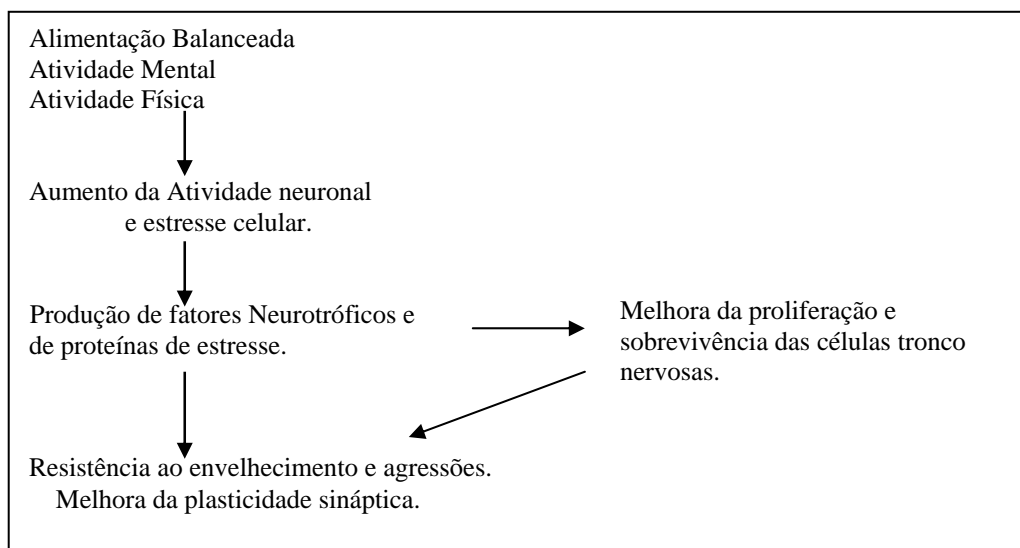 Alimentação Balanceada
Atividade Mental
Atividade Física
Aumento da Atividade neuronal
e estresse celular.
Produção de fatores Neurotróficos e
de proteínas de estresse.
Melhora da proliferação e
sobrevivência das células tronco
nervosas.
Resistência ao envelhecimento e agressões.
Melhora da plasticidade sináptica.